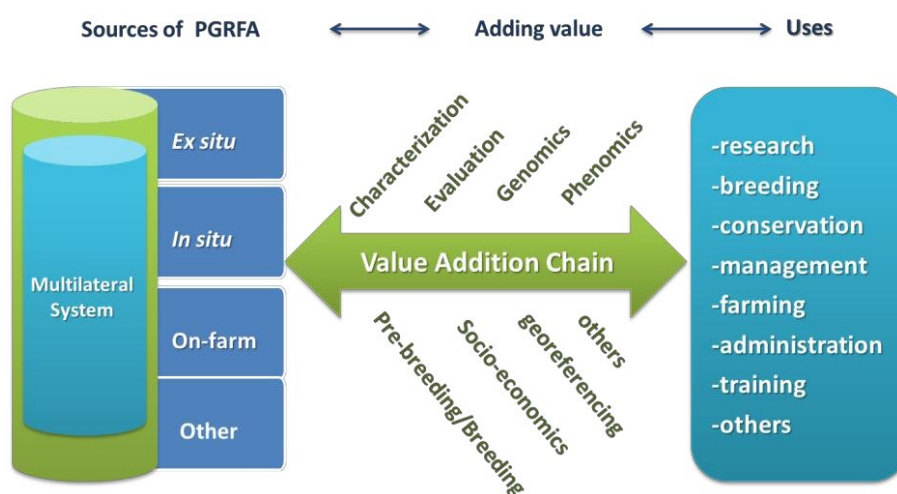 Sources of PGRFA
Adding value
Uses
Multilateral
System
Ex situ
In situ
On-farm
Other
Characterization
Evaluation
Genomics
Phenomics
Value Addition Chain
Pre-breeding/Breeding
Socio-economics
georeferencing
others
-research
-breeding
-conservation
-management
-farming
-administration
-training
-others